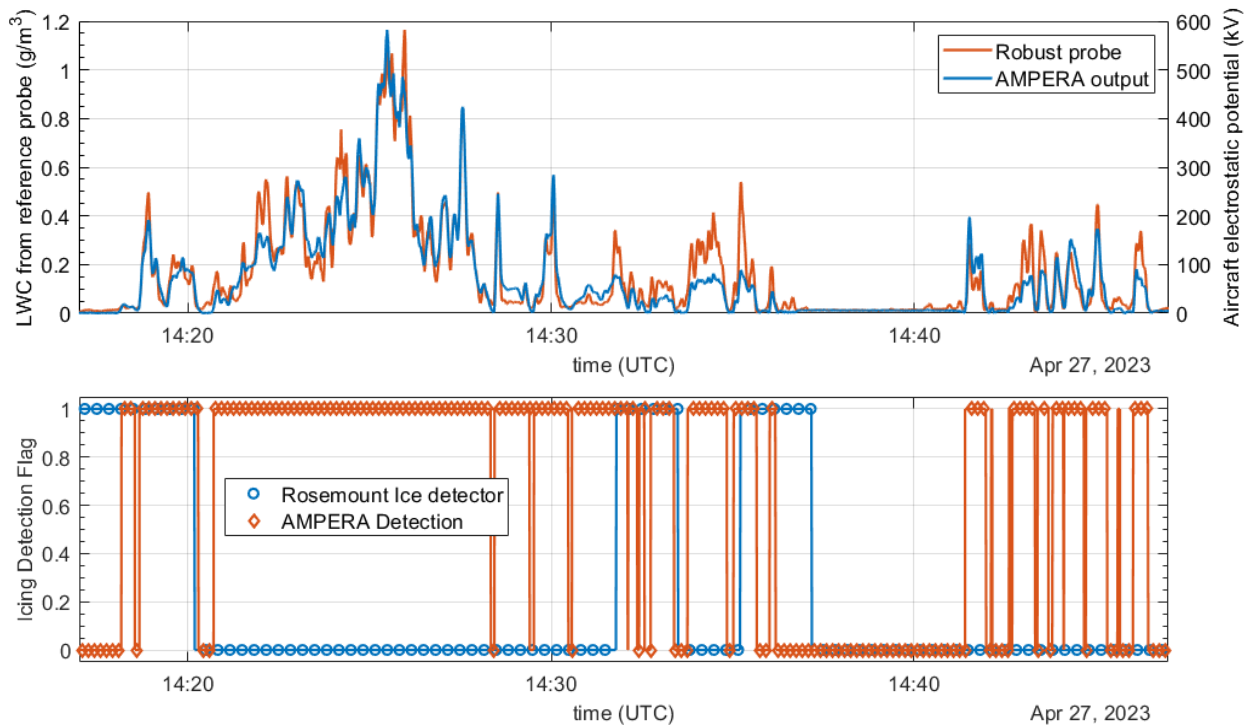 LWC from reference probe (g/m³)
1.2
1
0.8
0.6
0.4
0.2
0
600
500
400
300
200
100
0
Aircraft electrostatic potential (kV)
Robust probe
AMPERA output
14:20
14:30
14:40
time (UTC)
Apr 27, 2023
Icing Detection Flag
1
0.8
0.6
0.4
0.2
0
Rosemount Ice detector
AMPERA Detection
14:20
14:30
14:40
time (UTC)
Apr 27, 2023